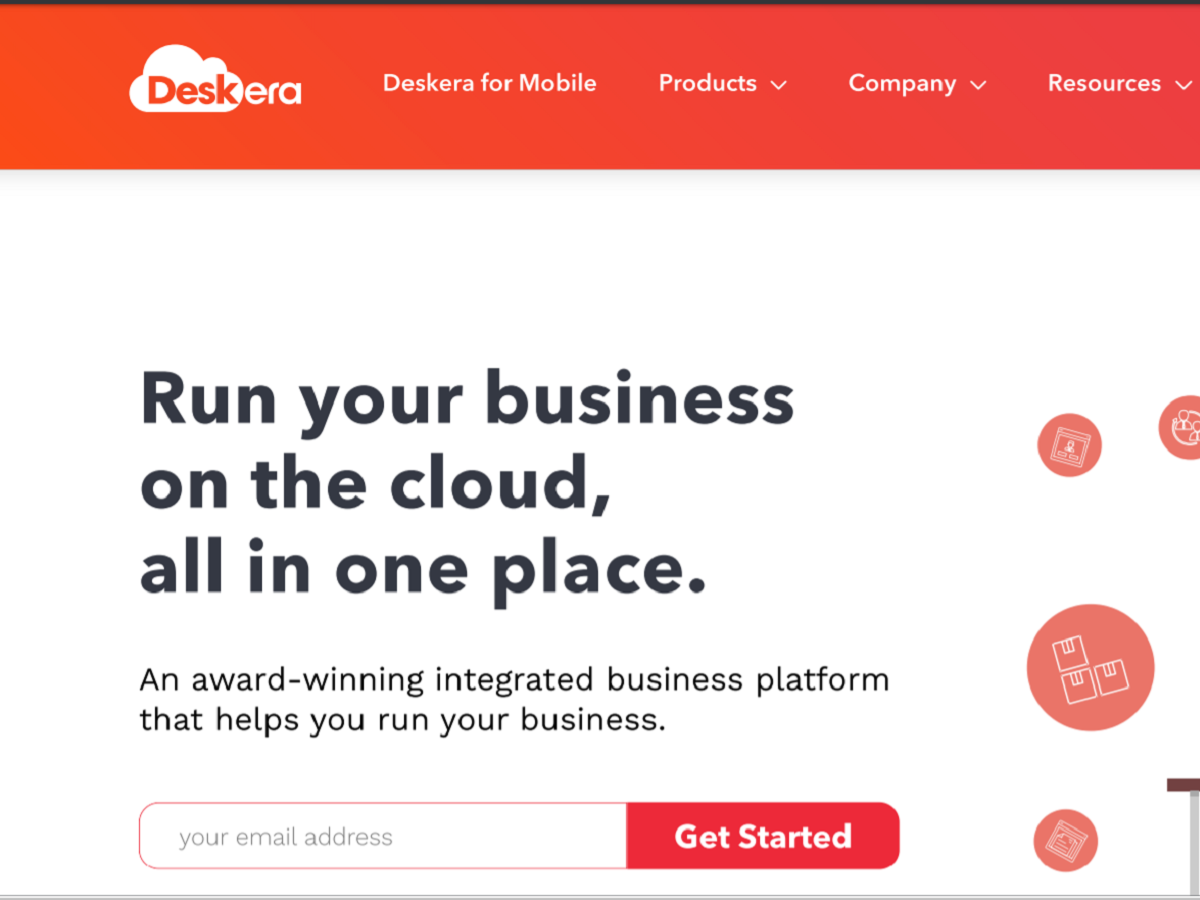 Deskera
Deskera for Mobile
Products
Company
Resources
Run your business
on the cloud,
all in one place.
An award-winning integrated business platform
that helps you run your business.
your email address
Get Started